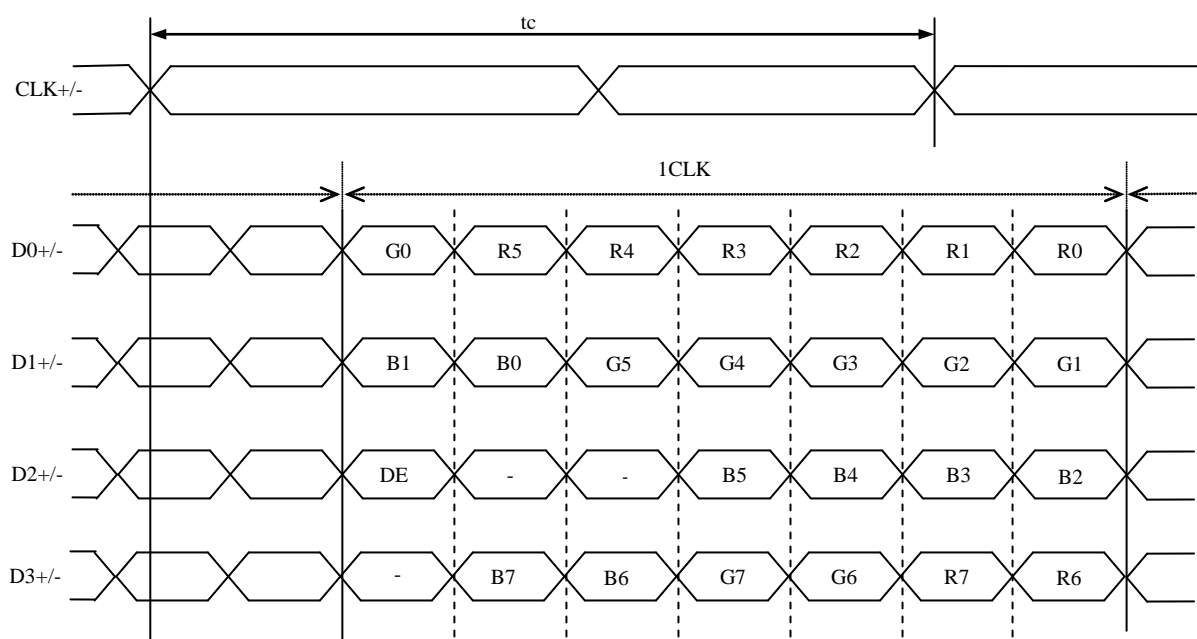 tc
CLK+/-
1CLK
D0+/- G0 R5 R4 R3 R2 R1 R0
D1+/- B1 B0 G5 G4 G3 G2 G1
D2+/- DE - - B5 B4 B3 B2
D3+/- - B7 B6 G7 G6 R7 R6